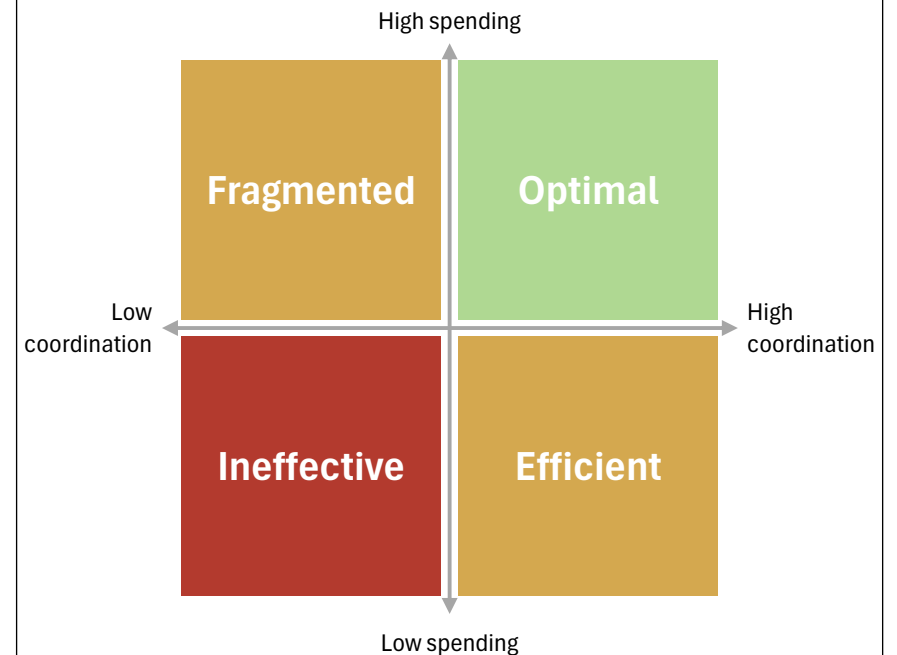 High spending
Fragmented
Optimal
Low
coordination
High
coordination
Ineffective
Efficient
Low spending